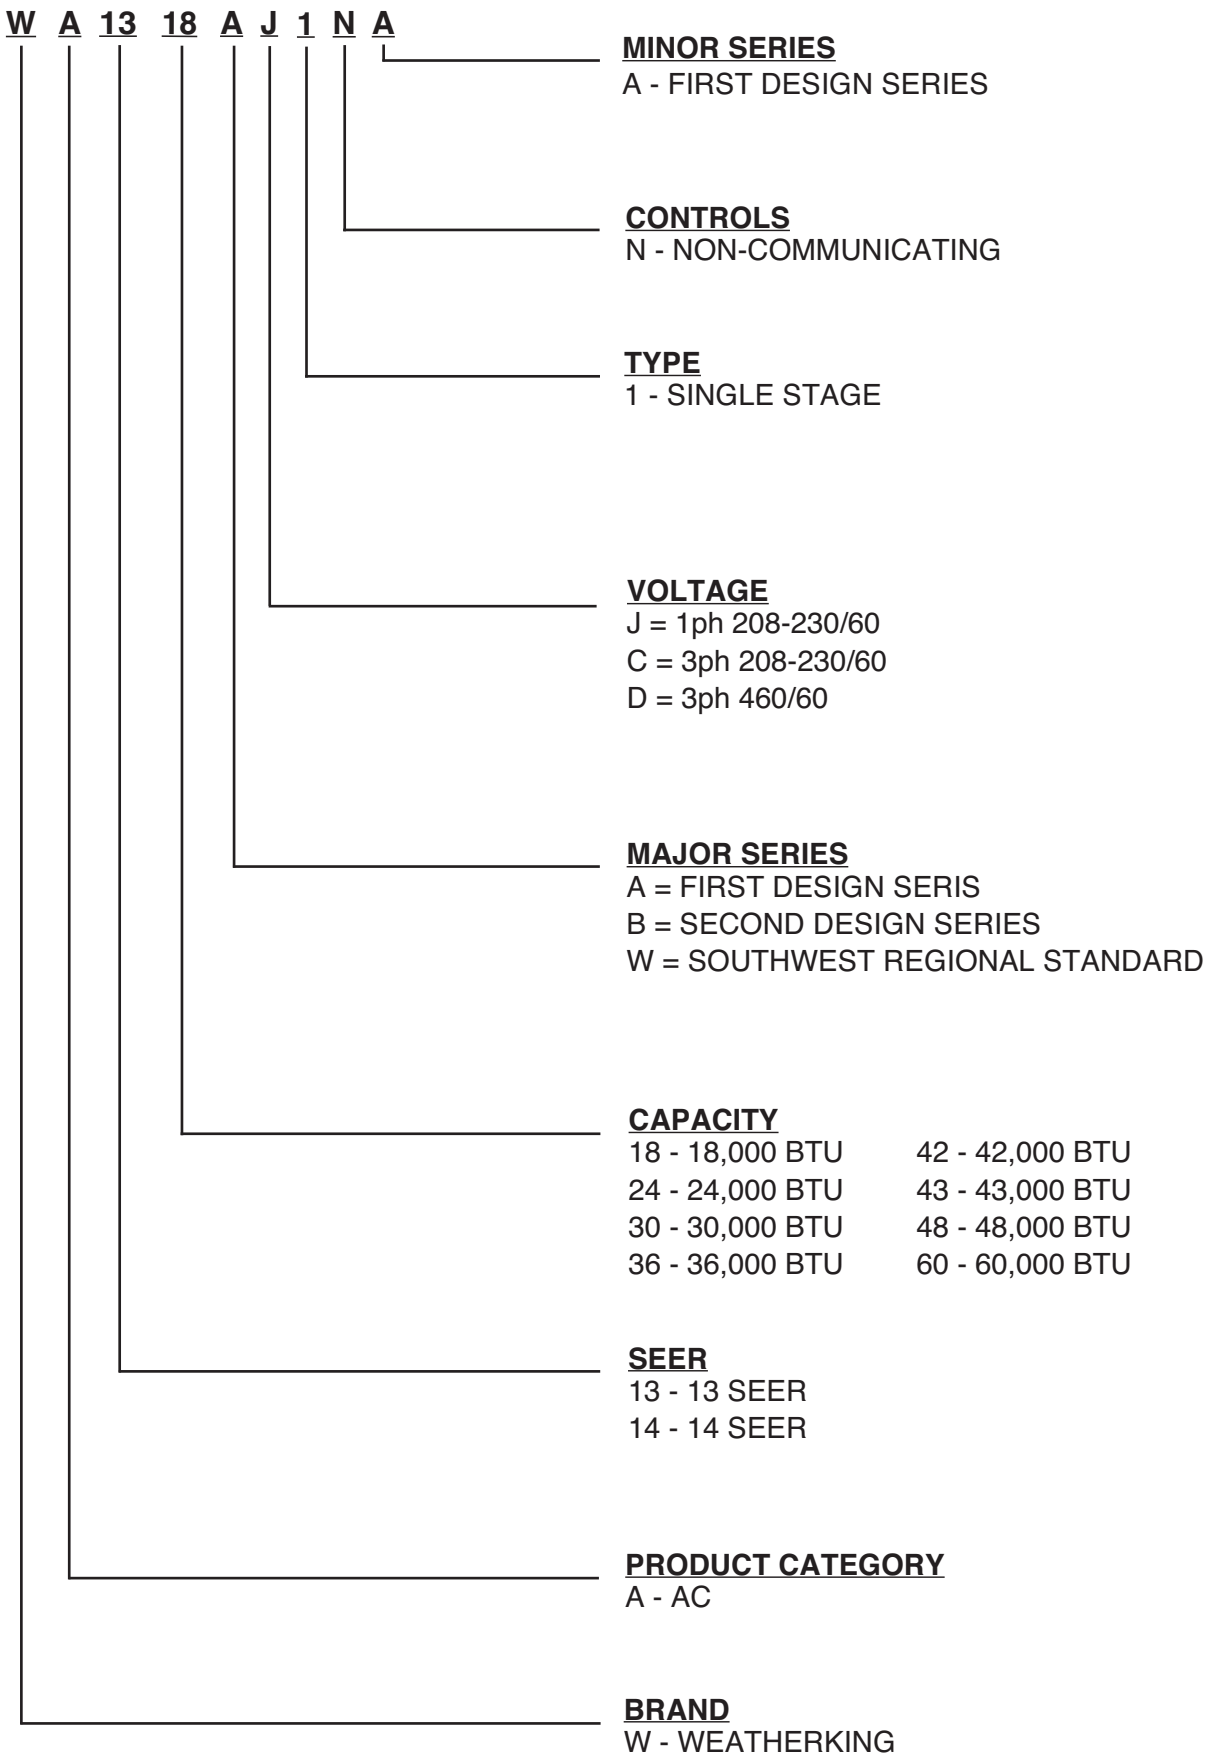 W A 13 18 A J 1 N A
MINOR SERIES
A - FIRST DESIGN SERIES
CONTROLS
N - NON-COMMUNICATING
TYPE
1 - SINGLE STAGE
VOLTAGE
J = 1ph 208-230/60
C = 3ph 208-230/60
D = 3ph 460/60
MAJOR SERIES
A = FIRST DESIGN SERIS
B = SECOND DESIGN SERIES
W = SOUTHWEST REGIONAL STANDARD
CAPACITY
18 - 18,000 BTU 42 - 42,000 BTU
24 - 24,000 BTU 43 - 43,000 BTU
30 - 30,000 BTU 48 - 48,000 BTU
36 - 36,000 BTU 60 - 60,000 BTU
SEER
13 - 13 SEER
14 - 14 SEER
PRODUCT CATEGORY
A - AC
BRAND
W - WEATHERKING